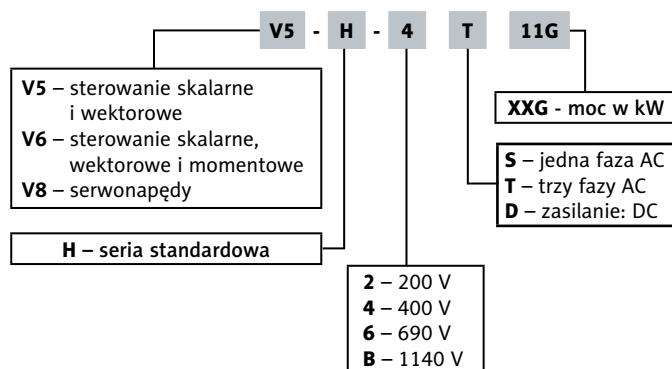 V5 - H - 4 T 11G
V5 – sterowanie skalarne
i wektorowe
V6 – sterowanie skalarne,
wektorowe i momentowe
V8 – serwonapędy
XXG - moc w kW
S – jedna faza AC
T – trzy fazy AC
D – zasilanie: DC
H – seria standardowa
2 – 200 V
4 – 400 V
6 – 690 V
B – 1140 V